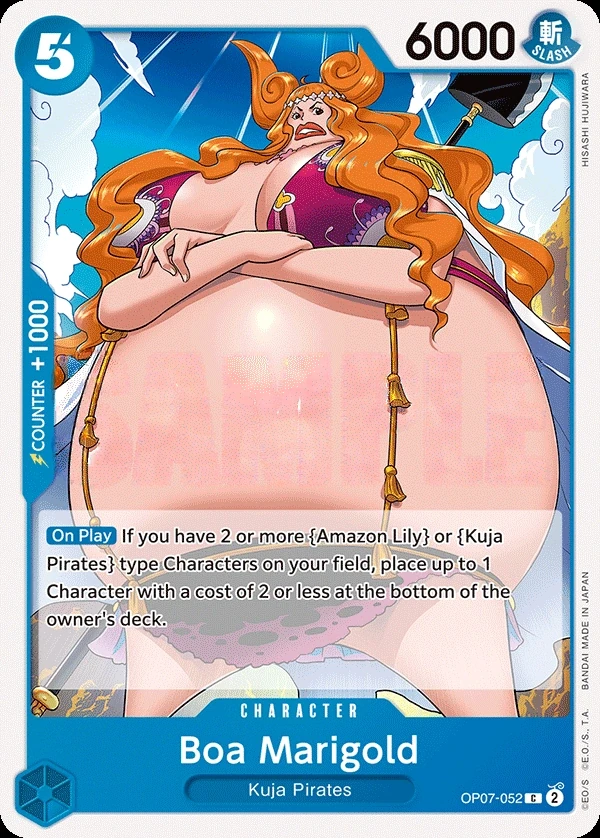 5
6000
斬
SLASH
HISASHI HUJIWARA
COUNTER +1000
SAMPLE
On Play If you have 2 or more {Amazon Lily} or {Kuja
Pirates} type Characters on your field, place up to 1
Character with a cost of 2 or less at the bottom of the
owner's deck.
BANDAI MADE IN JAPAN
©E.O./S., T.A.
©EO/S
CHARACTER
Boa Marigold
Kuja Pirates
OP07-052 C 2